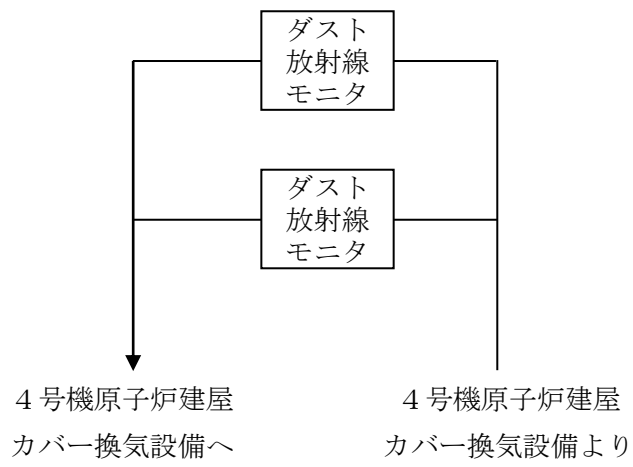 ダスト
放射線
モニタ
ダスト
放射線
モニタ
４号機原子炉建屋
カバー換気設備へ
４号機原子炉建屋
カバー換気設備より